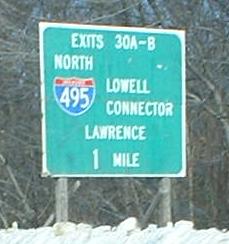 EXITS 30A-B
NORTH
495 LOWELL
CONNECTOR
LAWRENCE
1 MILE